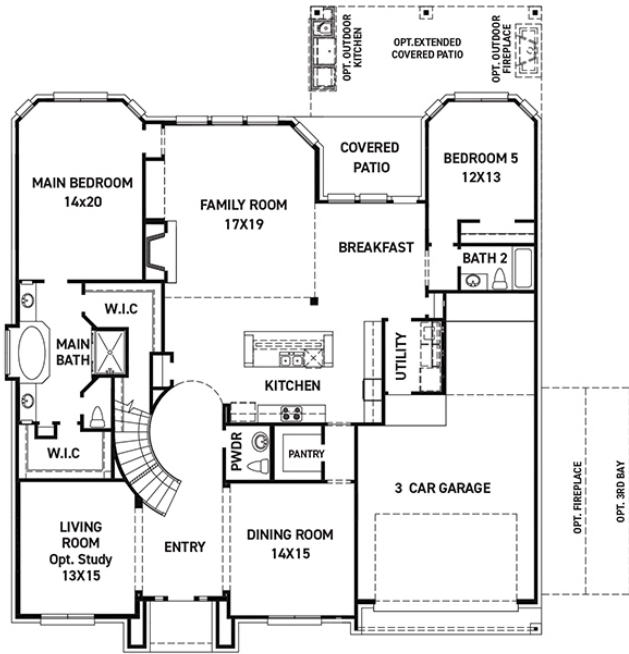 OPT. OUTDOOR
KITCHEN
OPT.EXTENDED
COVERED PATIO
OPT. OUTDOOR
FIREPLACE
COVERED
PATIO
BEDROOM 5
12X13
MAIN BEDROOM
14x20
FAMILY ROOM
17X19
BREAKFAST
BATH 2
W.I.C
MAIN
BATH
UTILITY
KITCHEN
W.I.C
PWDR
PANTRY
3 CAR GARAGE
OPT. FIREPLACE
OPT. 3RD BAY
LIVING
ROOM
Opt. Study
13X15
ENTRY
DINING ROOM
14X15